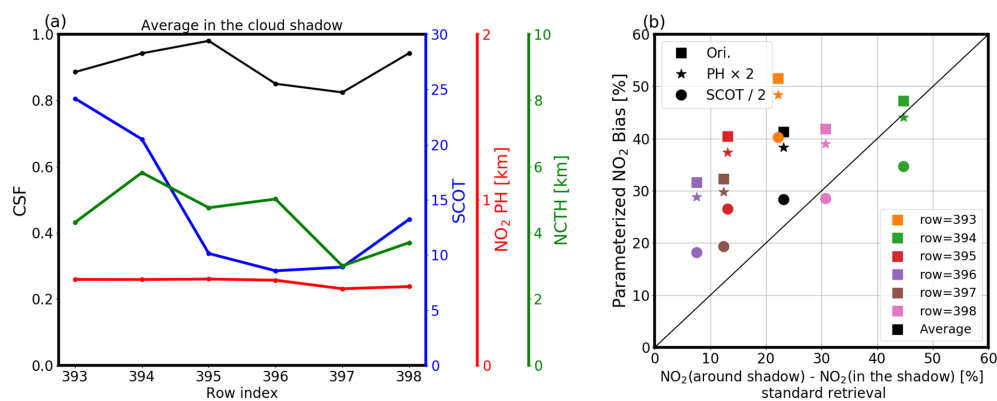 (a)
Average in the cloud shadow
1.0
0.8
0.6
0.4
0.2
0.0
CSF
393 394 395 396 397 398
Row index
30
25
20
15
10
5
0
SCOT
2
1
0
NO2 PH [km]
10
8
6
4
2
0
NCTH [km]
(b)
60
50
40
30
20
10
0
Parameterized NO2 Bias [%]
Ori.
PH × 2
SCOT / 2
row=393
row=394
row=395
row=396
row=397
row=398
Average
0 10 20 30 40 50 60
NO2(around shadow) - NO2(in the shadow) [%]
standard retrieval